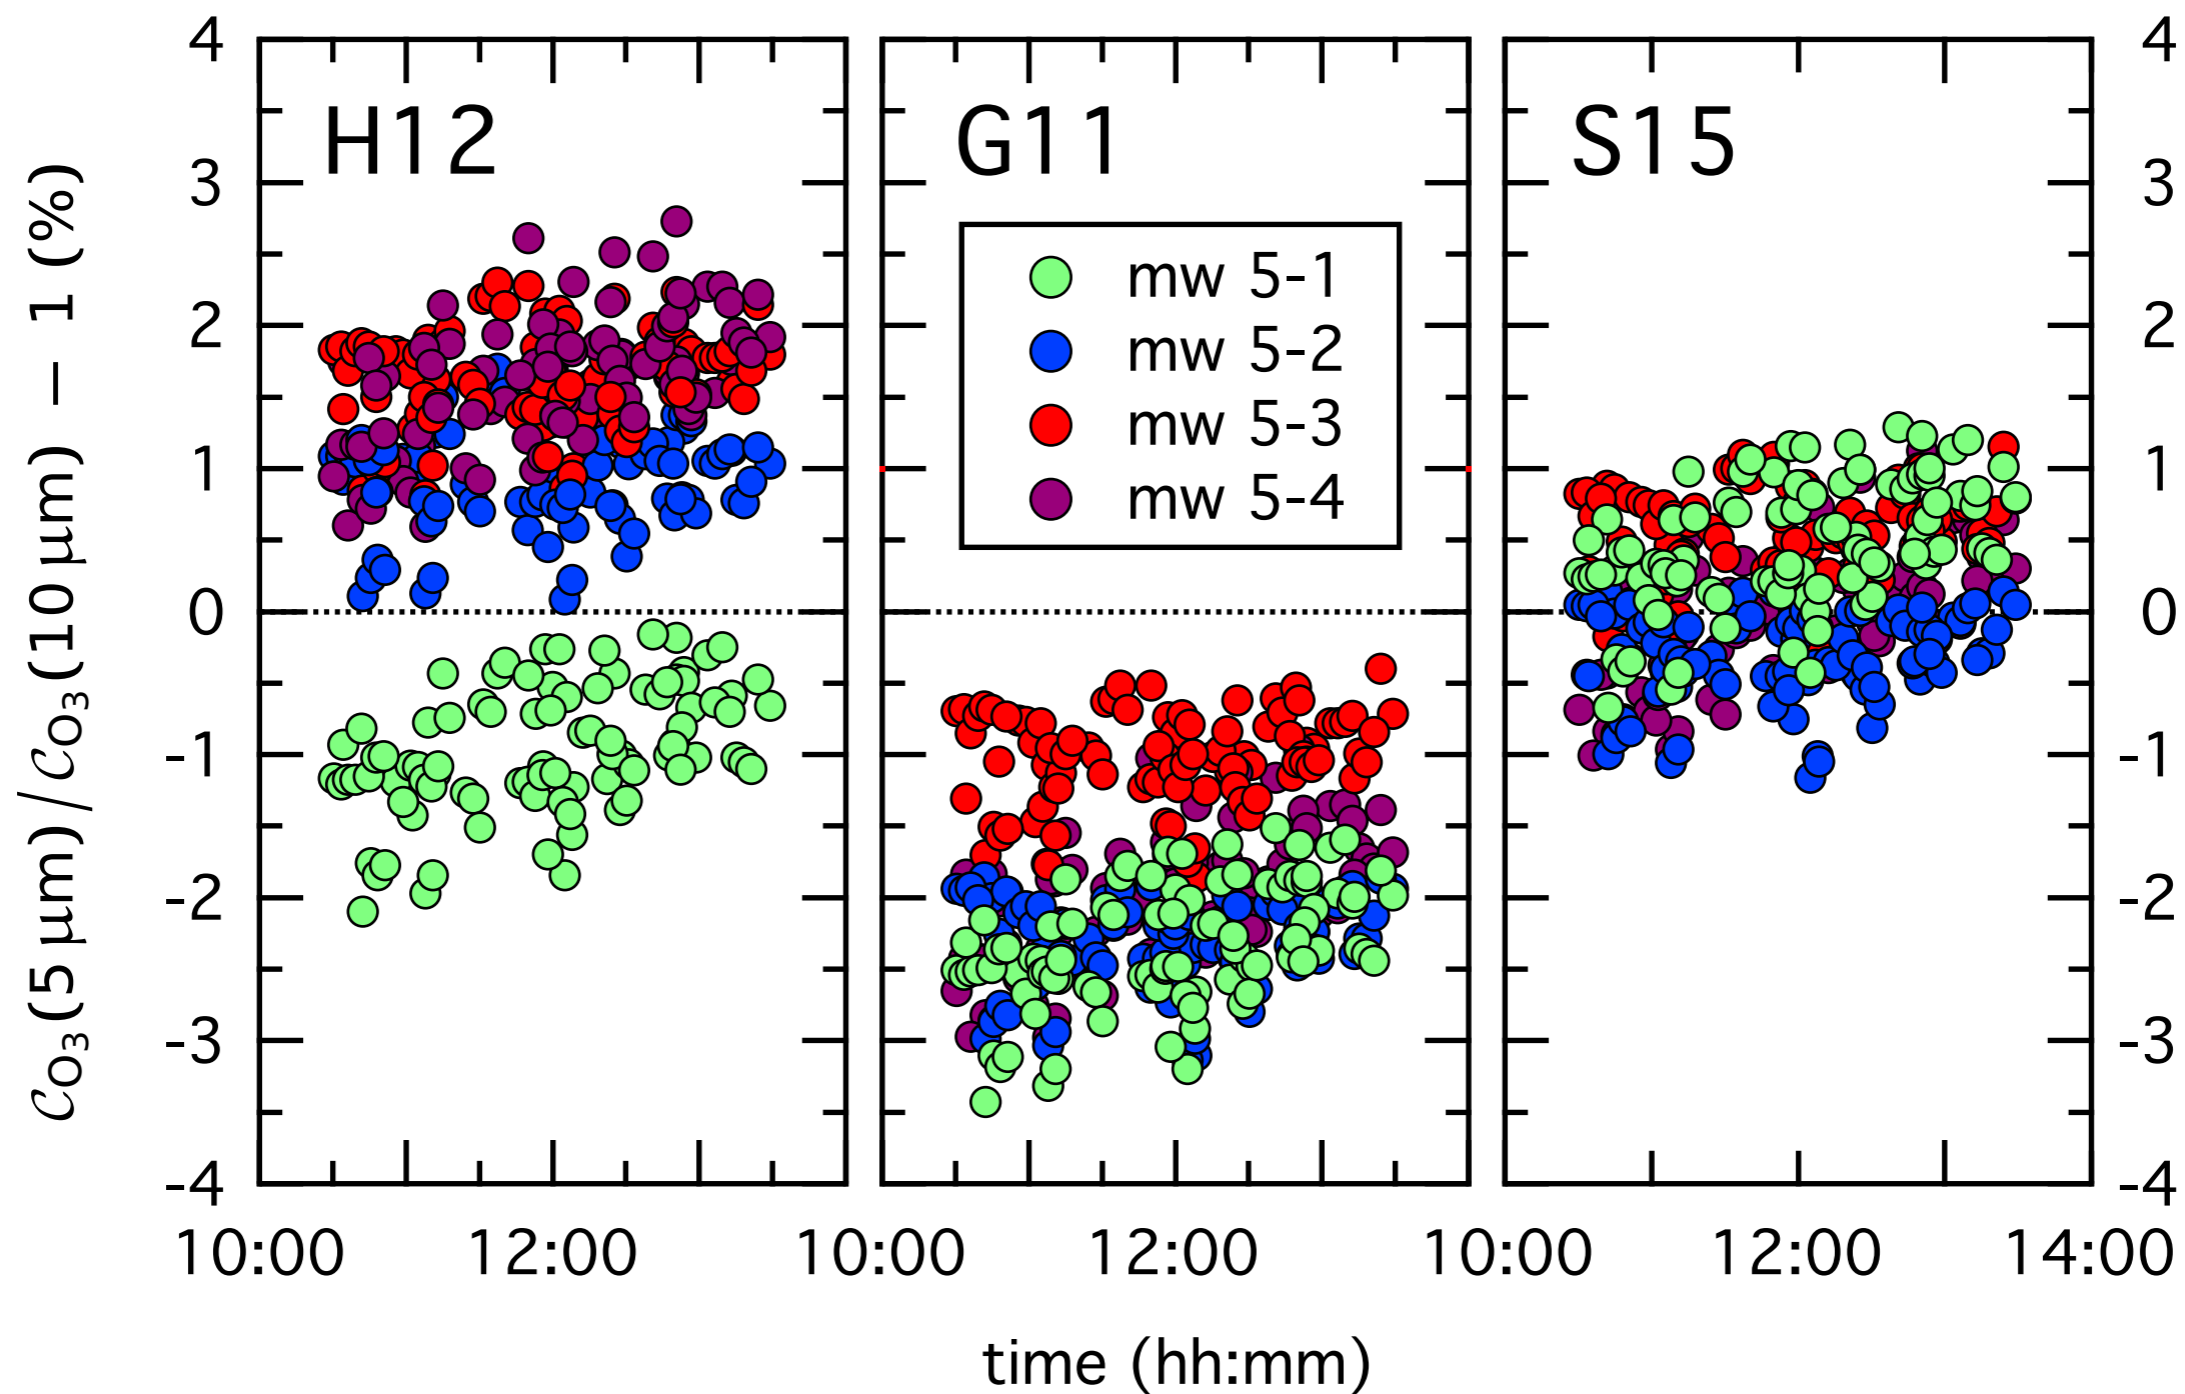 𝒞O₃(5 µm)/𝒞O₃(10 µm) − 1 (%)
4
3
2
1
0
-1
-2
-3
-4
H12
G11
S15
mw 5-1
mw 5-2
mw 5-3
mw 5-4
4
3
2
1
0
-1
-2
-3
-4
10:00 12:00 10:00 12:00 10:00 12:00 14:00
time (hh:mm)